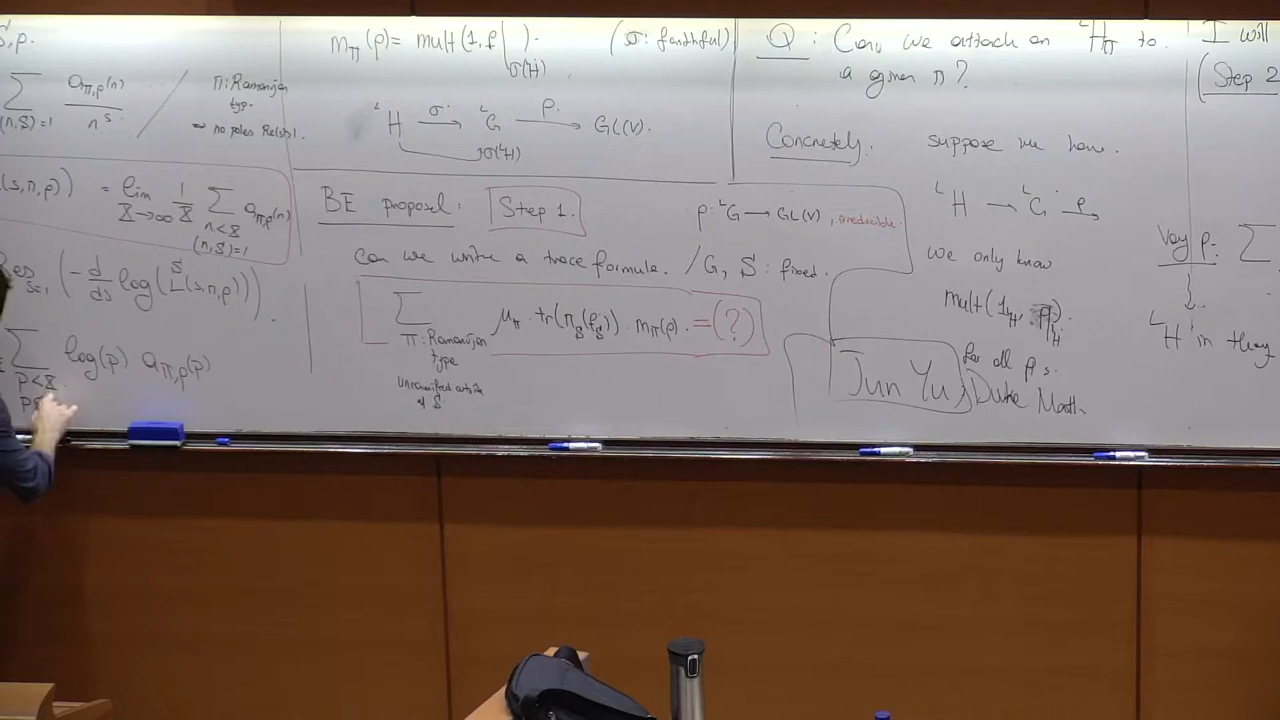 S,ρ.
∑ a_{π,ρ}(n) / n^s
(n,S)=1
π: Ramanujan
typ.
no poles Re(s)≥1.
(s,π,ρ)) = lim_{X→∞} 1/X ∑ a_{π,ρ}(n)
n<X
(n,S)=1
Res_{s=1} (-d/ds log(L^S(s,π,ρ))).
∑ log(p) a_{π,ρ}(p)
p<X
m_π(ρ) = mult(1, ρ|_{σ(ᴸH)}). (σ: faithful)
ᴸH —σ→ ᴸG —ρ→ GL(V).
σ(ᴸH)
BE proposal: Step 1.
ρ: ᴸG → GL(V), irreducible.
Can we write a trace formula. /G, S: fixed.
∑ μ_π · tr(π_S(f_S)) · m_π(ρ) = (?)
π: Ramanujan
type
Unramified outside
of S
Q: Can we attach an ᴸH_π to
a given π?
Concretely. suppose we have.
ᴸH → ᴸG —ρ→
we only know
mult(1_{ᴸH}, ρ|_{ᴸH})
for all ρ's.
Jun Yu, Duke Math.
I will
(Step 2
Vary ρ: ∑
ᴸH in they